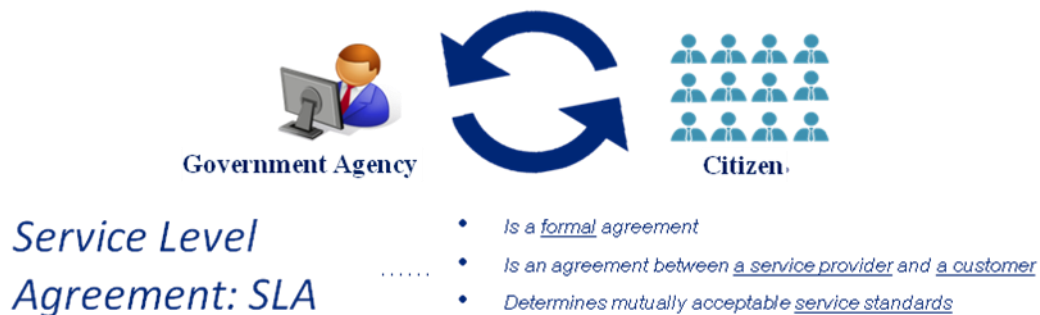 Government Agency
Citizen
Service Level
Agreement: SLA
......
• Is a formal agreement
• Is an agreement between a service provider and a customer
• Determines mutually acceptable service standards